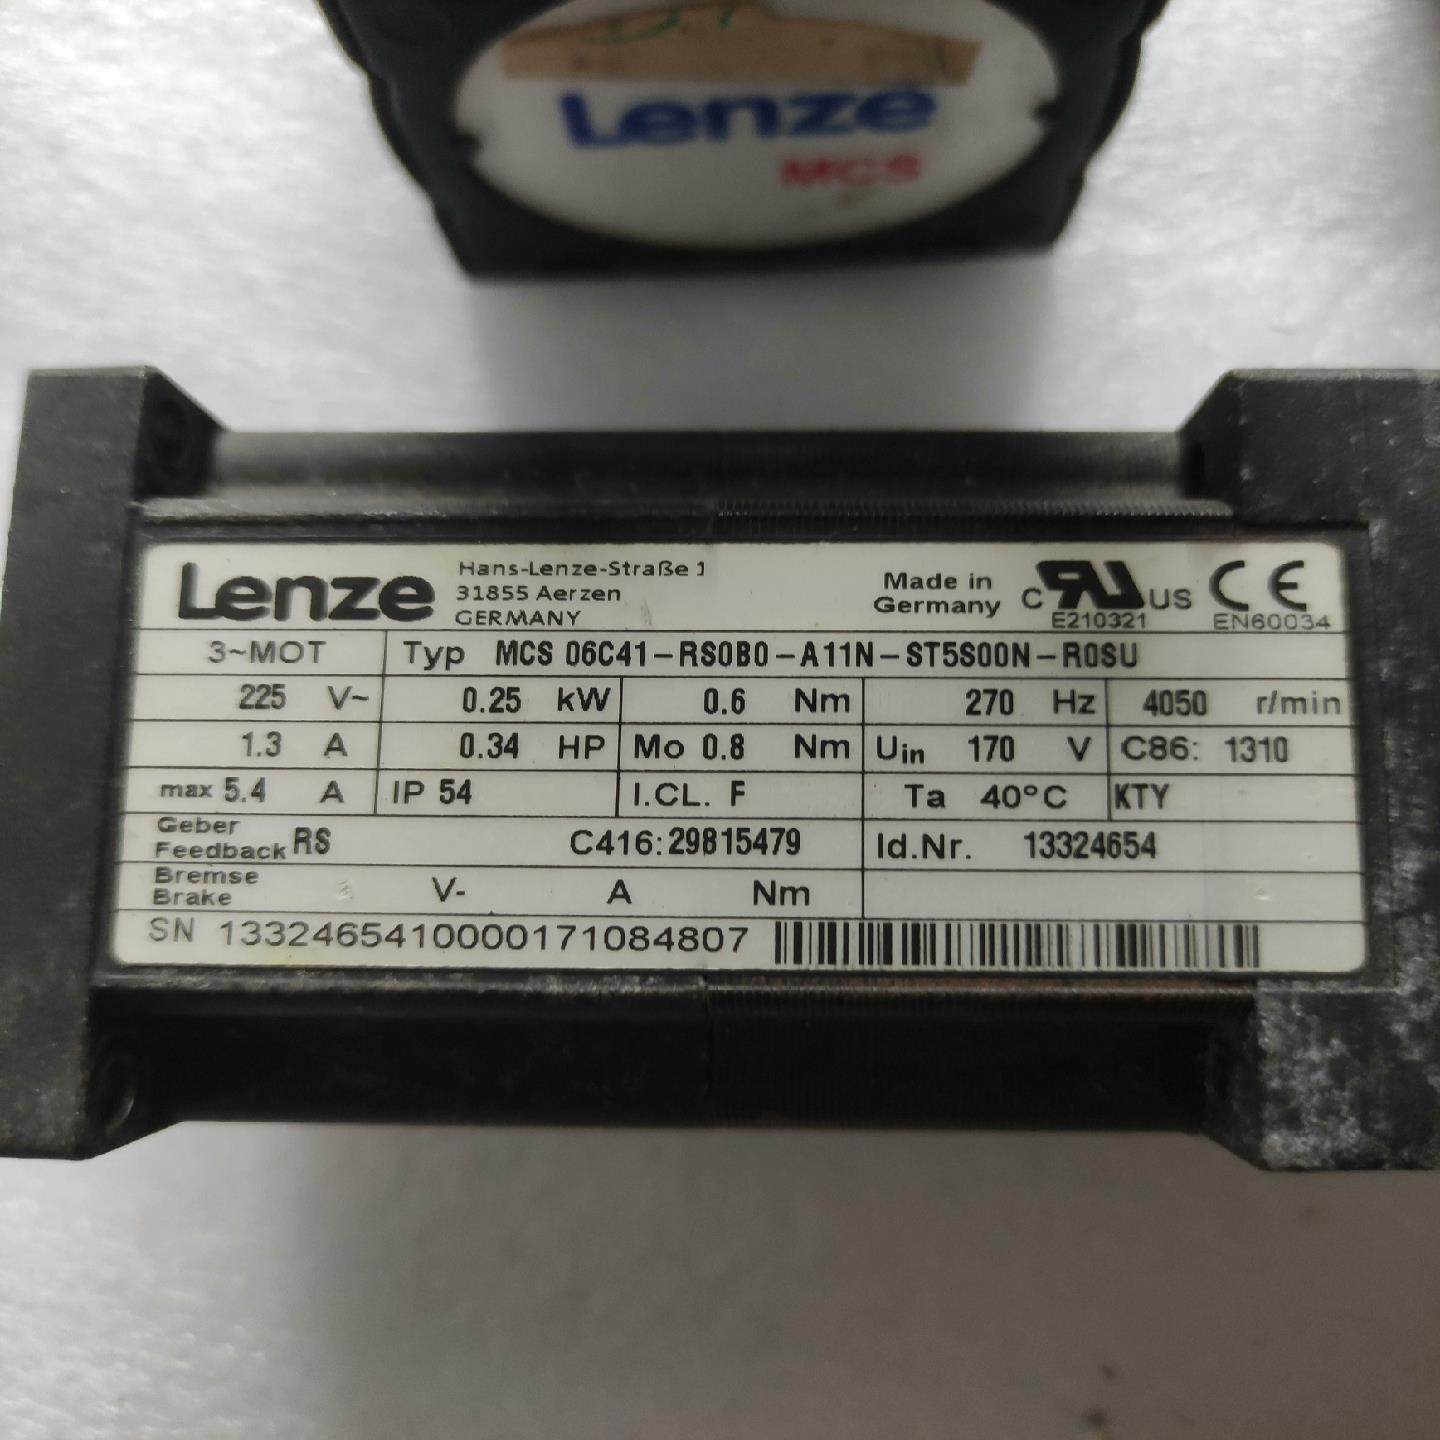 Lenze
MCS
Lenze
Hans-Lenze-Straße 1
31855 Aerzen
GERMANY
Made in
Germany
C
US
E210321
CE
EN60034
3~MOT Typ MCS 06C41-RS0B0-A11N-ST5S00N-R0SU
225 V~ 0.25 kW 0.6 Nm 270 Hz 4050 r/min
1.3 A 0.34 HP Mo 0.8 Nm Uin 170 V C86: 1310
max 5.4 A IP 54 I.CL. F Ta 40°C KTY
Geber
Feedback RS C416:29815479 Id.Nr. 13324654
Bremse
Brake V- A Nm
SN 1332465410000171084807